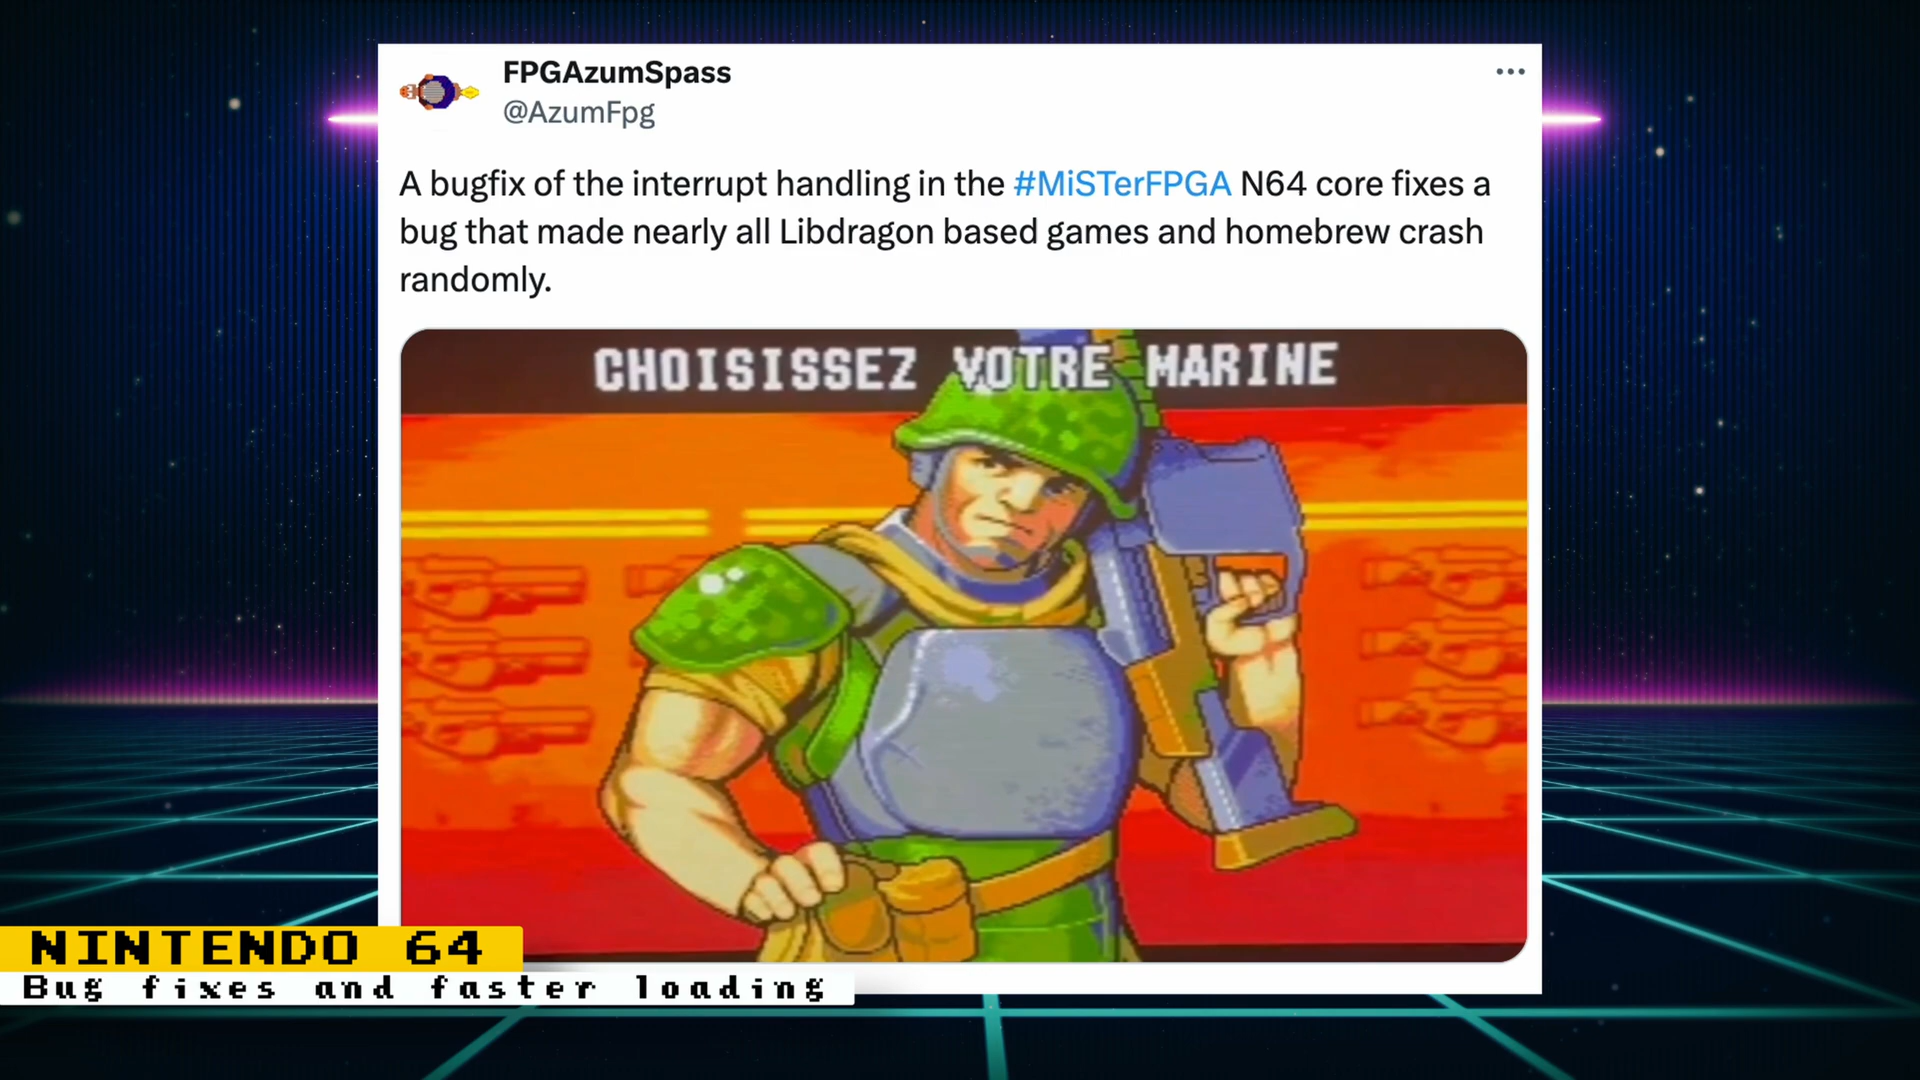 FPGAzumSpass
@AzumFpg
A bugfix of the interrupt handling in the #MiSTerFPGA N64 core fixes a
bug that made nearly all Libdragon based games and homebrew crash
randomly.
CHOISISSEZ VOTRE MARINE
NINTENDO 64
Bug fixes and faster loading